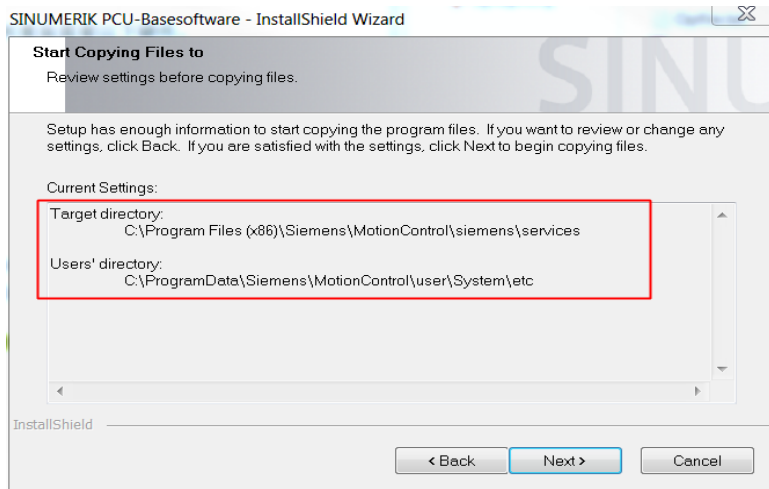 SINUMERIK PCU-Basesoftware - InstallShield Wizard
Start Copying Files to
Review settings before copying files.
SINU
Setup has enough information to start copying the program files. If you want to review or change any
settings, click Back. If you are satisfied with the settings, click Next to begin copying files.
Current Settings:
Target directory:
C:\Program Files (x86)\Siemens\MotionControl\siemens\services
Users' directory:
C:\ProgramData\Siemens\MotionControl\user\System\etc
InstallShield
< Back
Next >
Cancel